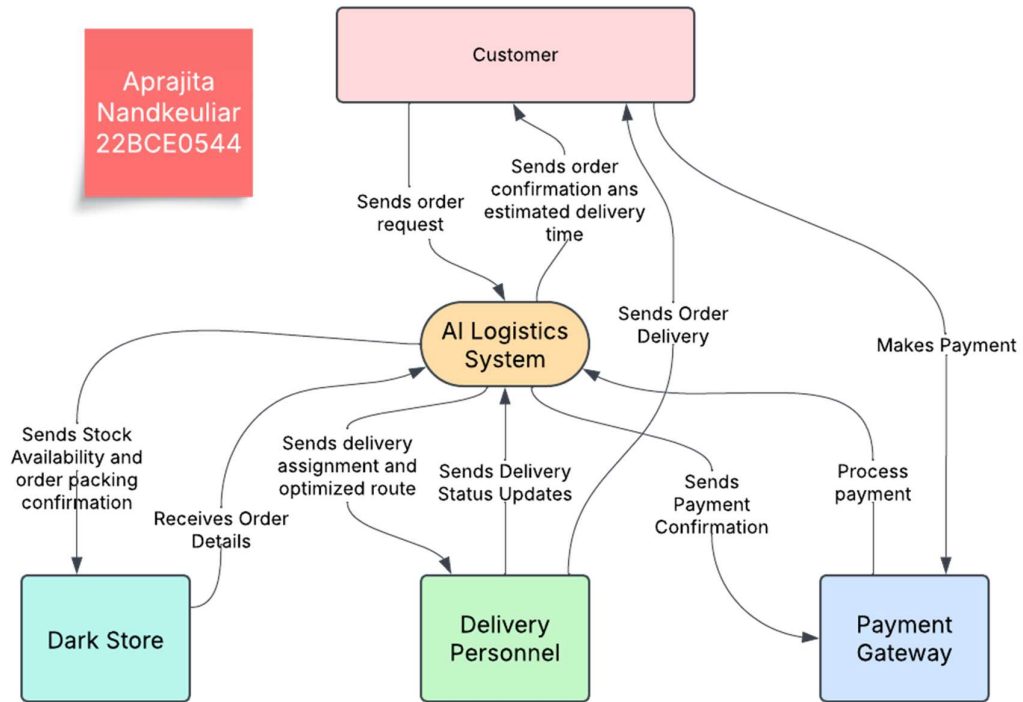 Customer
Aprajita
Nandkeuliar
22BCE0544
Sends order
request
Sends order
confirmation ans
estimated delivery
time
AI Logistics
System
Sends Order
Delivery
Makes Payment
Sends Stock
Availability and
order packing
confirmation
Receives Order
Details
Sends delivery
assignment and
optimized route
Sends Delivery
Status Updates
Sends
Payment
Confirmation
Process
payment
Dark Store
Delivery
Personnel
Payment
Gateway